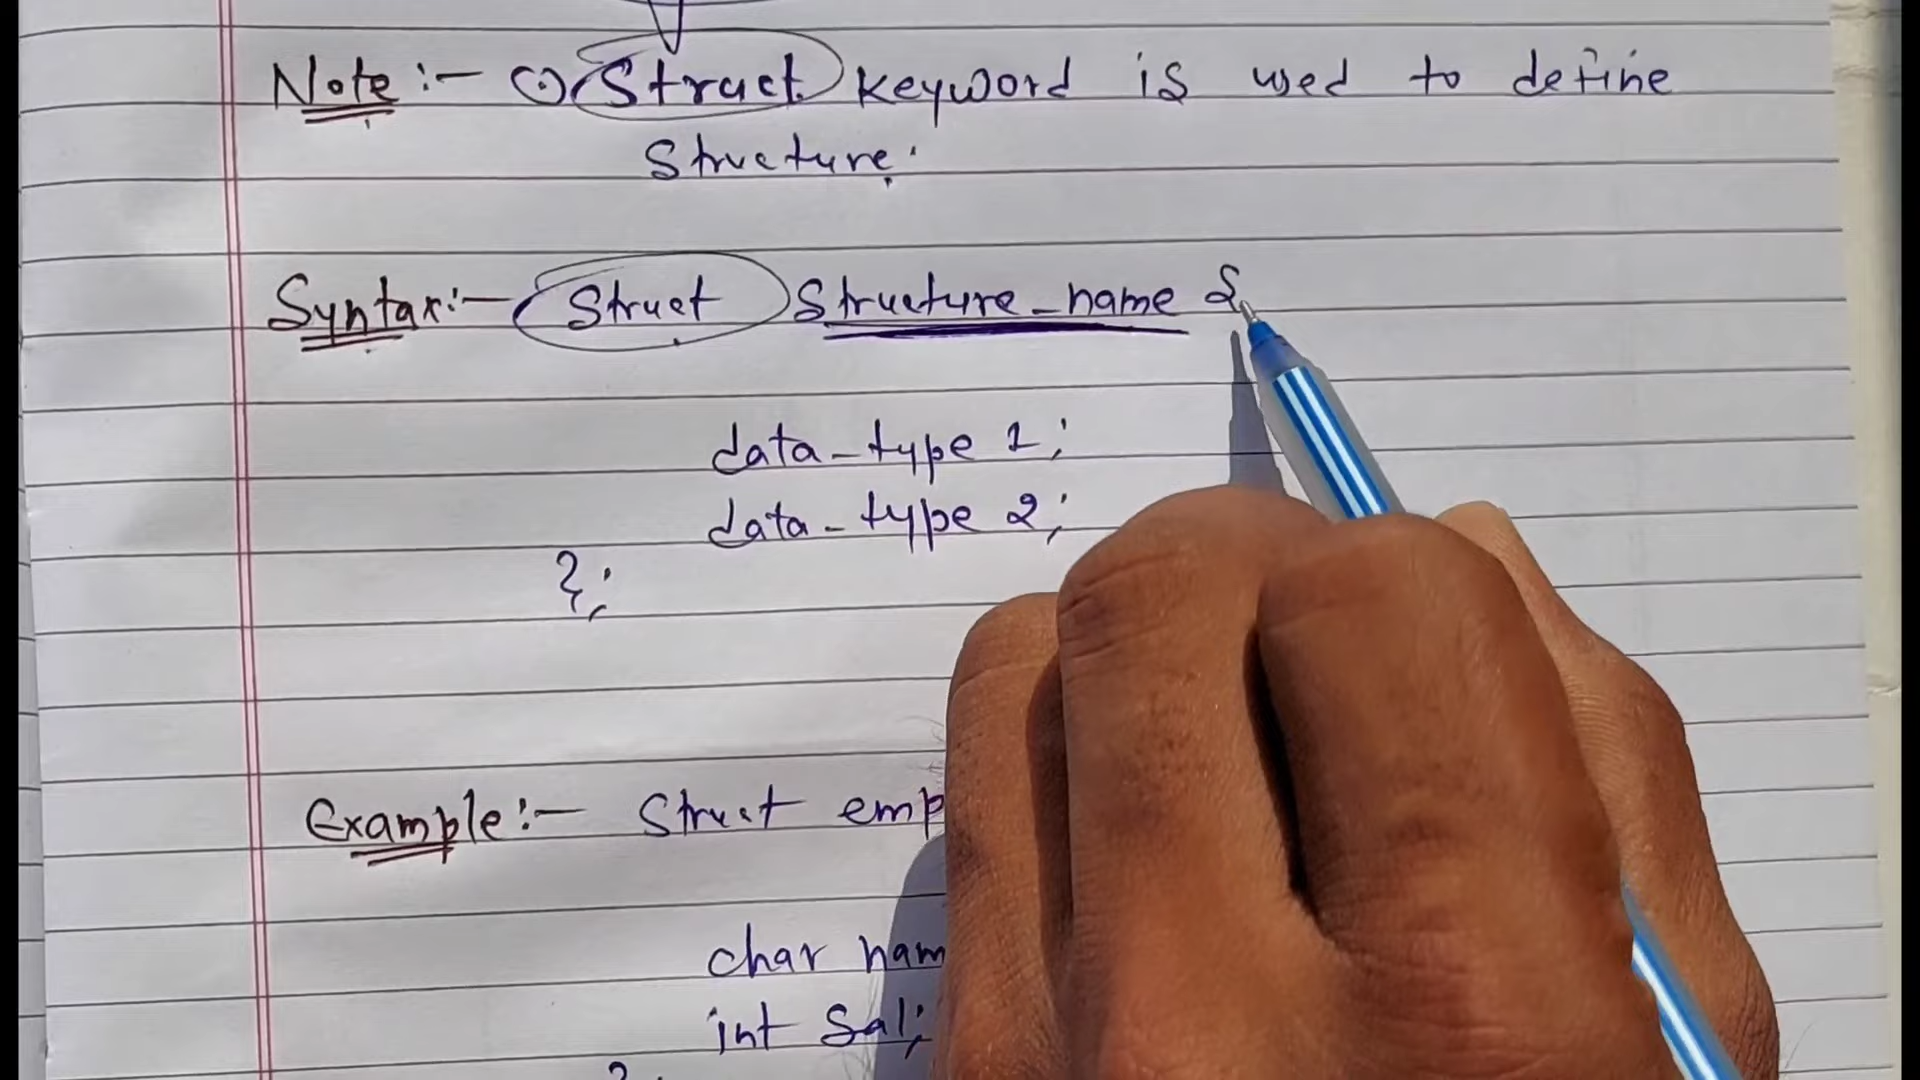 Note :- Struct keyword is used to define
Structure.
Syntax:- Struct Structure_name {
data_type 1;
data_type 2;
};
Example:- Struct emp
char nam
int Sal;
};